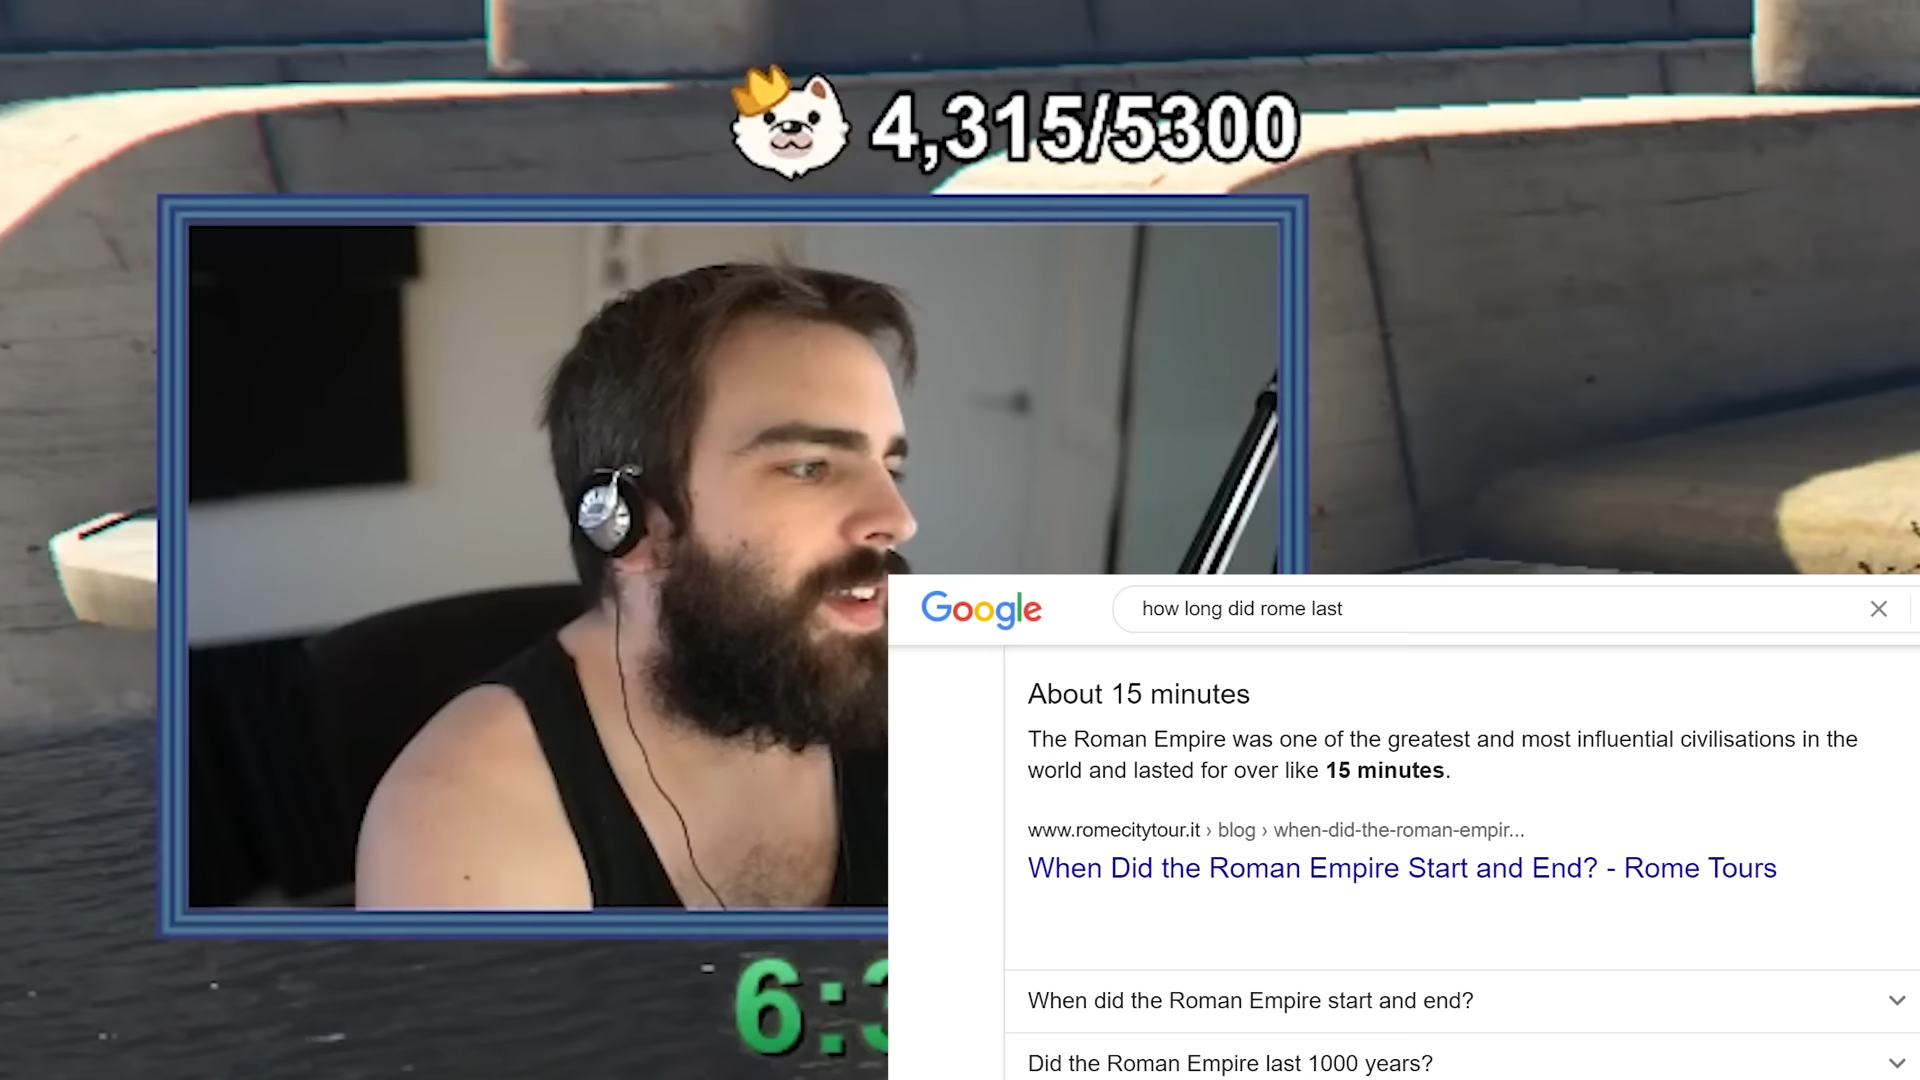 4,315/5300
Google
how long did rome last
About 15 minutes
The Roman Empire was one of the greatest and most influential civilisations in the
world and lasted for over like 15 minutes.
www.romecitytour.it › blog › when-did-the-roman-empir...
When Did the Roman Empire Start and End? - Rome Tours
When did the Roman Empire start and end?
Did the Roman Empire last 1000 years?
6:3